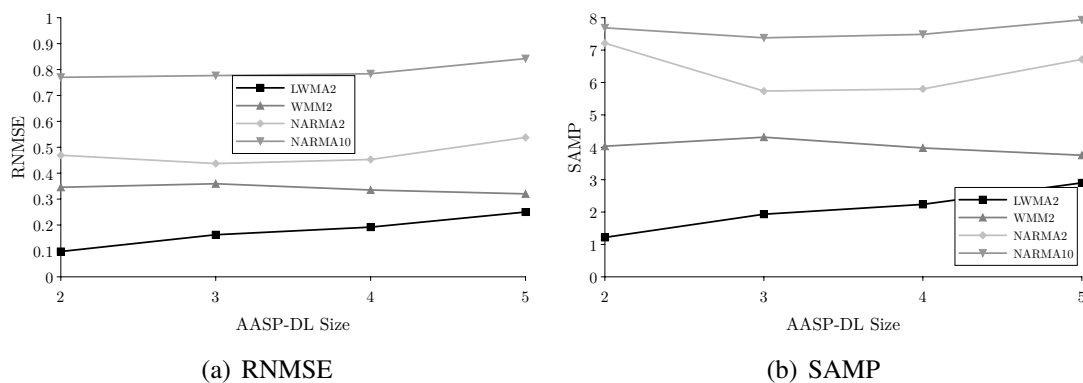 1
0.9
0.8
0.7
0.6
0.5
0.4
0.3
0.2
0.1
0
RNMSE
2 3 4 5
AASP-DL Size
LWMA2
WMM2
NARMA2
NARMA10
(a) RNMSE
8
7
6
5
4
3
2
1
0
SAMP
2 3 4 5
AASP-DL Size
LWMA2
WMM2
NARMA2
NARMA10
(b) SAMP